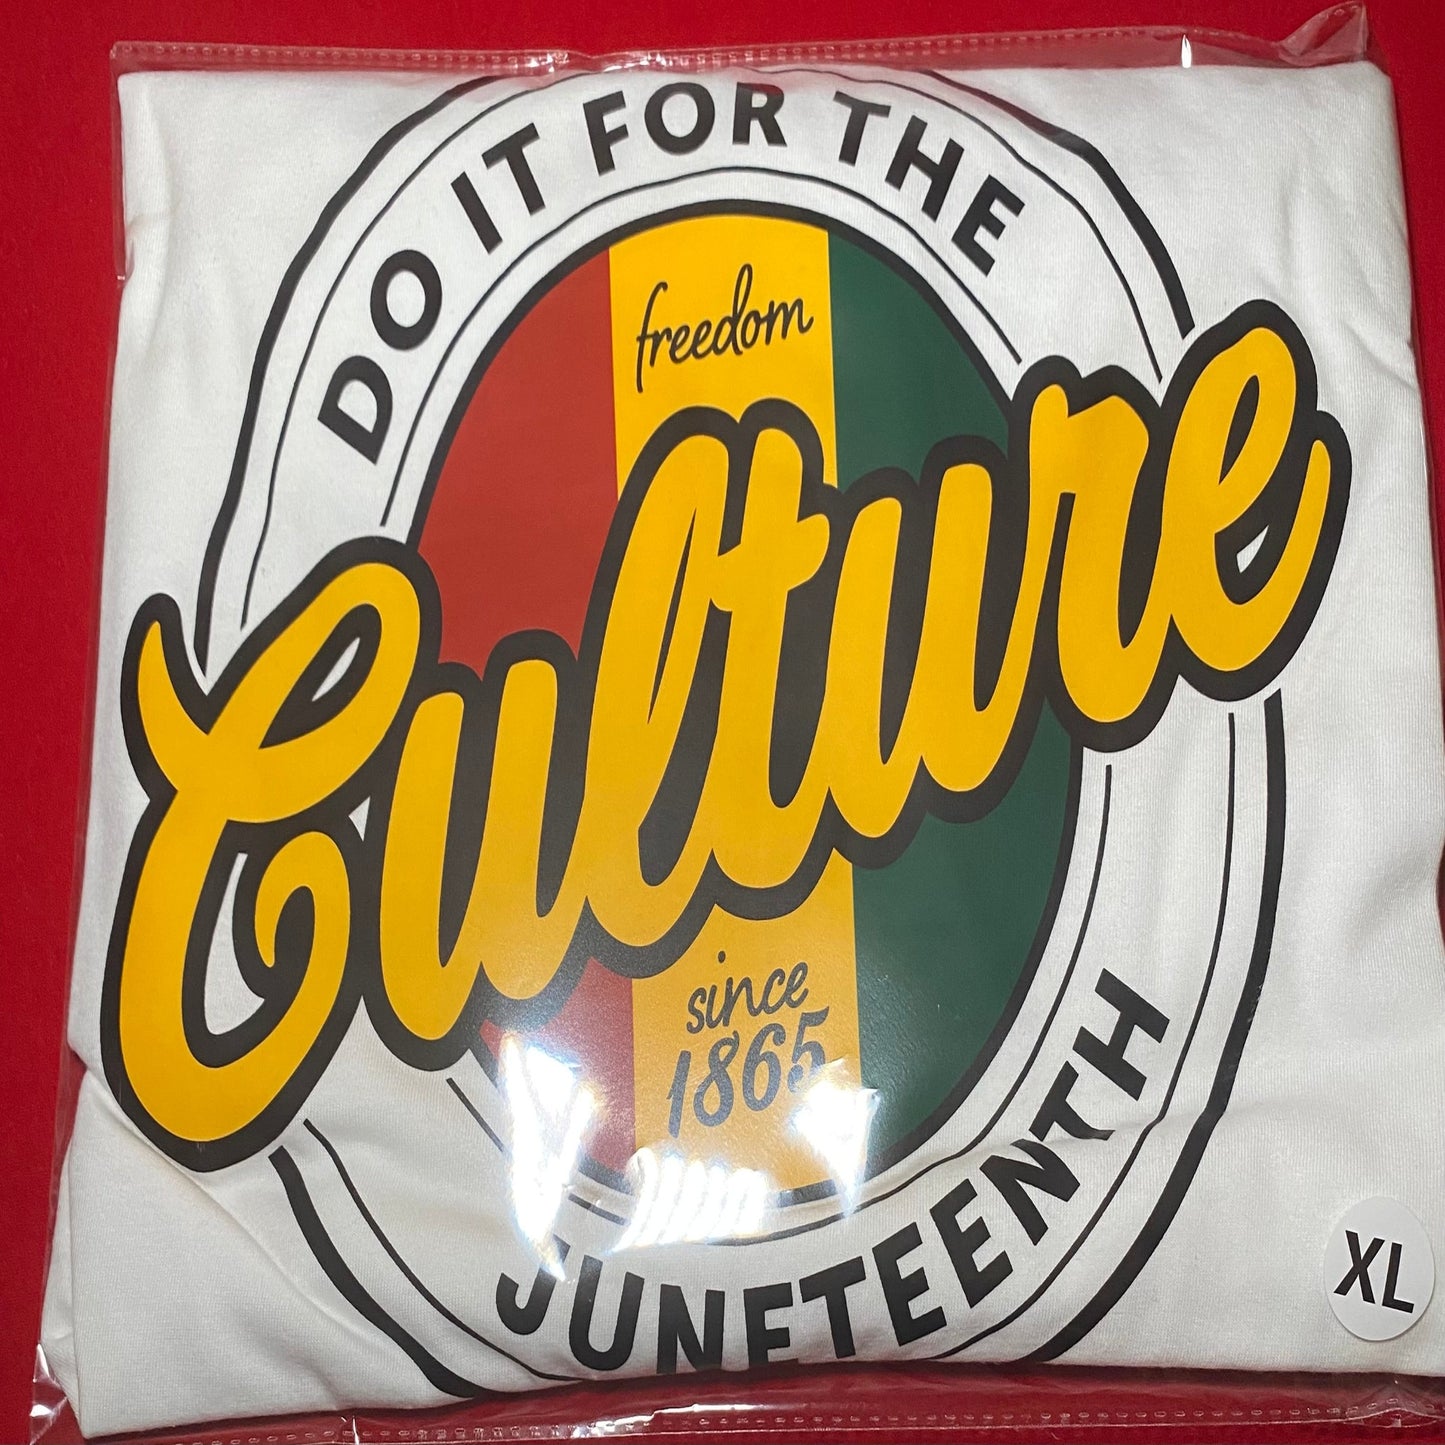 DO IT FOR THE
freedom
Culture
since
1865
JUNETEENTH
XL